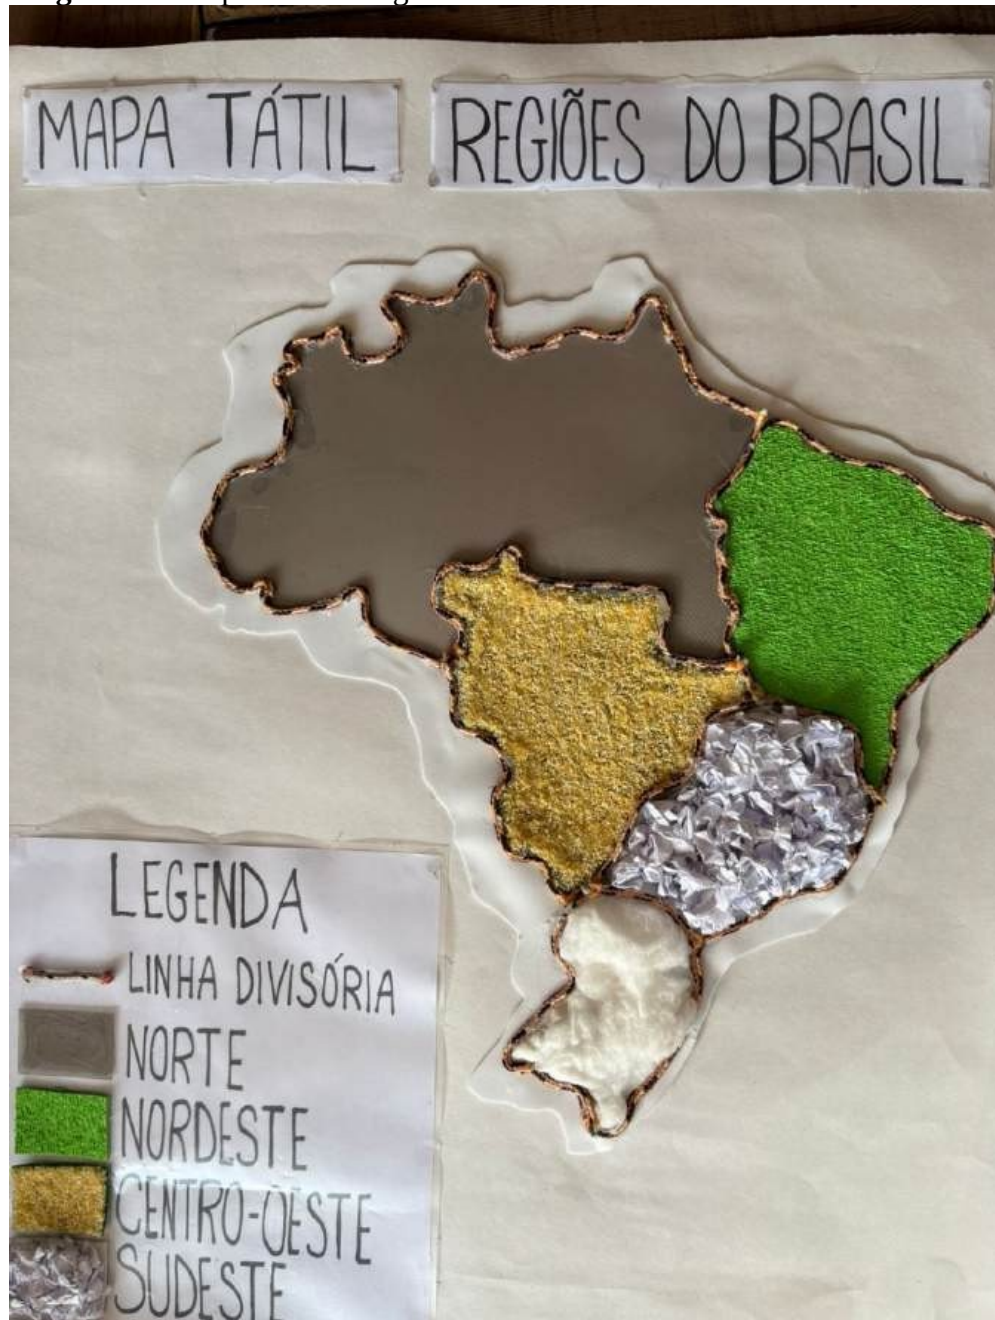 MAPA TÁTIL REGIÕES DO BRASIL
LEGENDA
LINHA DIVISÓRIA
NORTE
NORDESTE
CENTRO-OESTE
SUDESTE